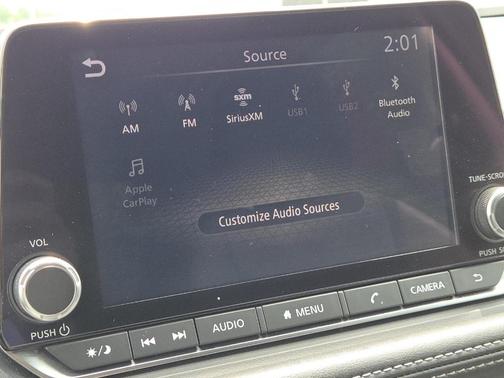 Source
2:01
AM
FM
sxm
SiriusXM
USB1
USB2
Bluetooth
Audio
Apple
CarPlay
Customize Audio Sources
VOL
PUSH
TUNE-SCROLL
PUSH
AUDIO
MENU
CAMERA